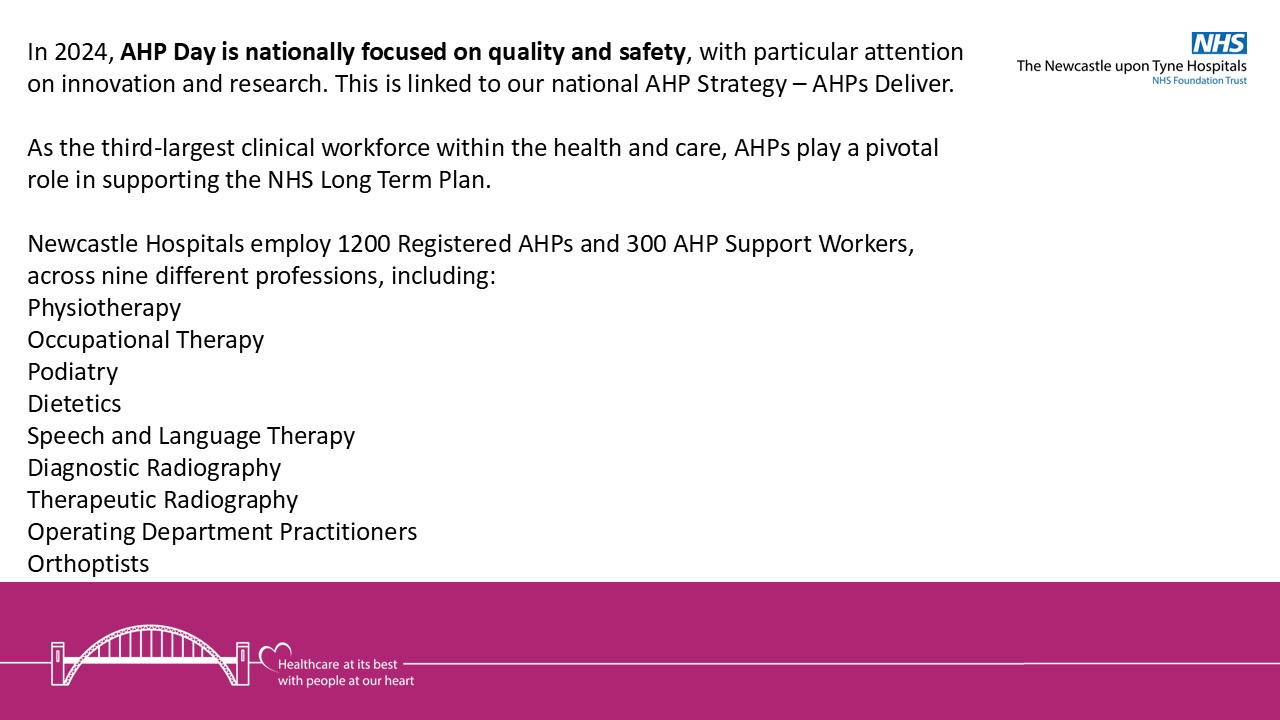 In 2024, AHP Day is nationally focused on quality and safety, with particular attention
on innovation and research. This is linked to our national AHP Strategy – AHPs Deliver.
As the third-largest clinical workforce within the health and care, AHPs play a pivotal
role in supporting the NHS Long Term Plan.
Newcastle Hospitals employ 1200 Registered AHPs and 300 AHP Support Workers,
across nine different professions, including:
Physiotherapy
Occupational Therapy
Podiatry
Dietetics
Speech and Language Therapy
Diagnostic Radiography
Therapeutic Radiography
Operating Department Practitioners
Orthoptists
NHS
The Newcastle upon Tyne Hospitals
NHS Foundation Trust
Healthcare at its best
with people at our heart